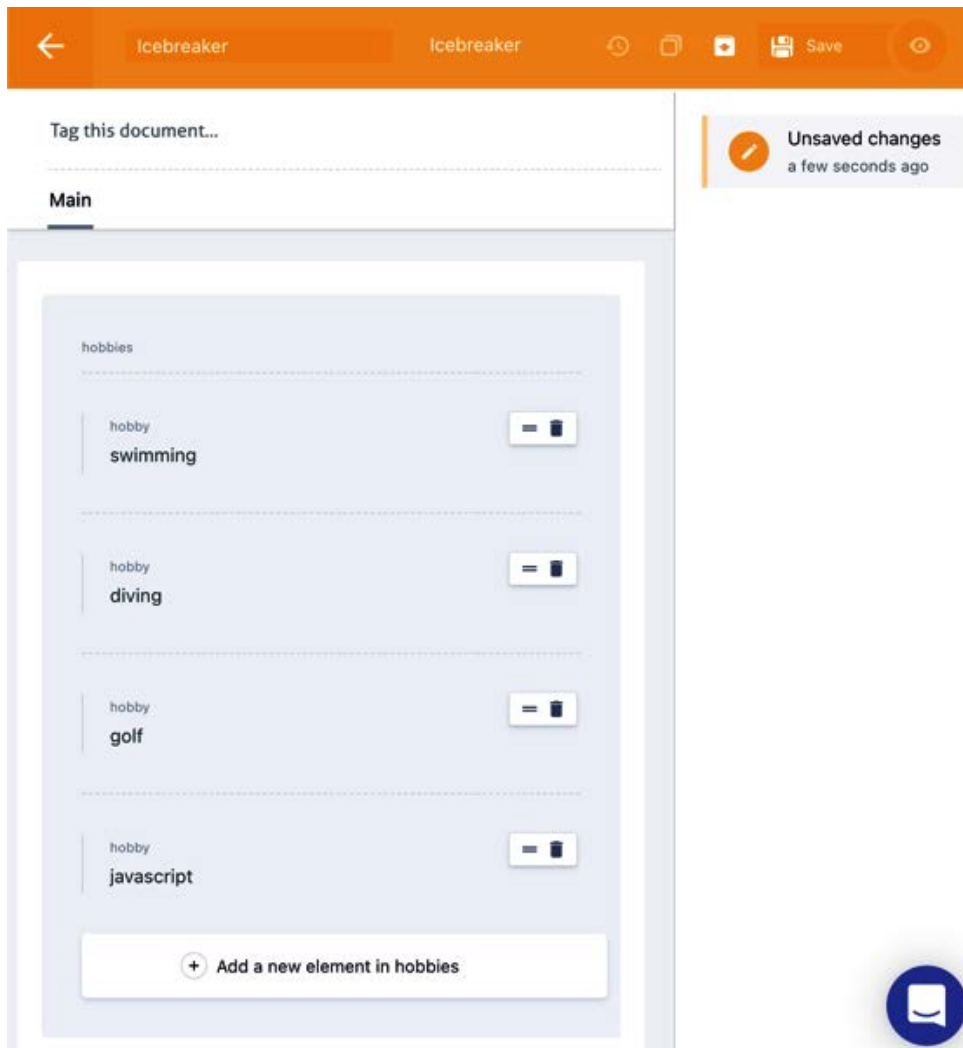 Icebreaker
Icebreaker
Save
Tag this document...
Unsaved changes
a few seconds ago
Main
hobbies
hobby
swimming
hobby
diving
hobby
golf
hobby
javascript
Add a new element in hobbies